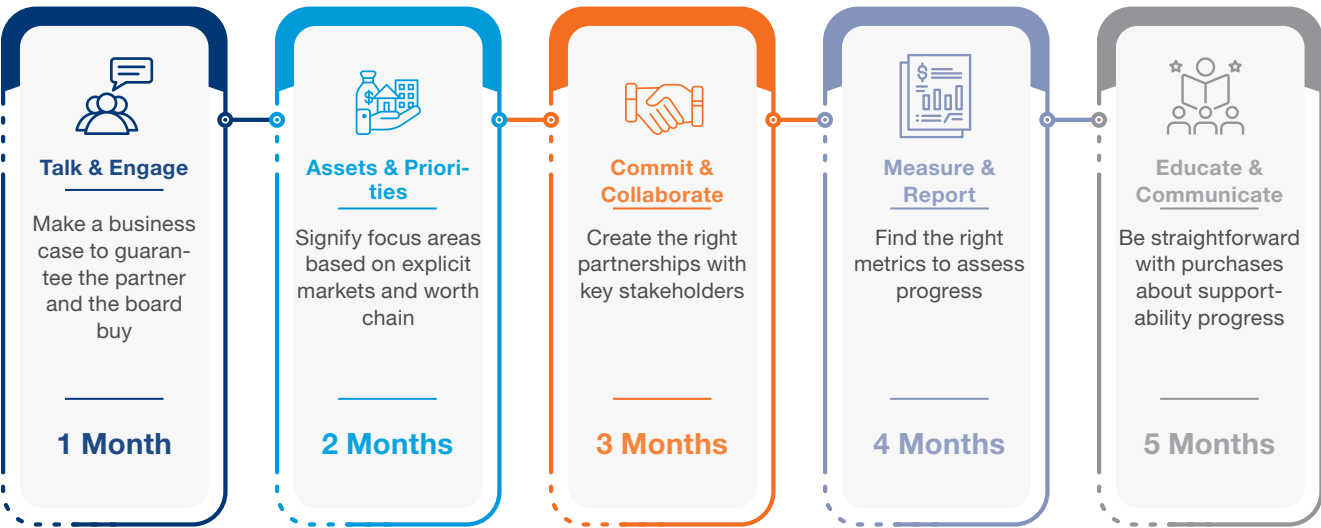 Talk & Engage
Make a business
case to guaran-
tee the partner
and the board
buy
1 Month
Assets & Priori-
ties
Signify focus areas
based on explicit
markets and worth
chain
2 Months
Commit &
Collaborate
Create the right
partnerships with
key stakeholders
3 Months
Measure &
Report
Find the right
metrics to assess
progress
4 Months
Educate &
Communicate
Be straightforward
with purchases
about support-
ability progress
5 Months